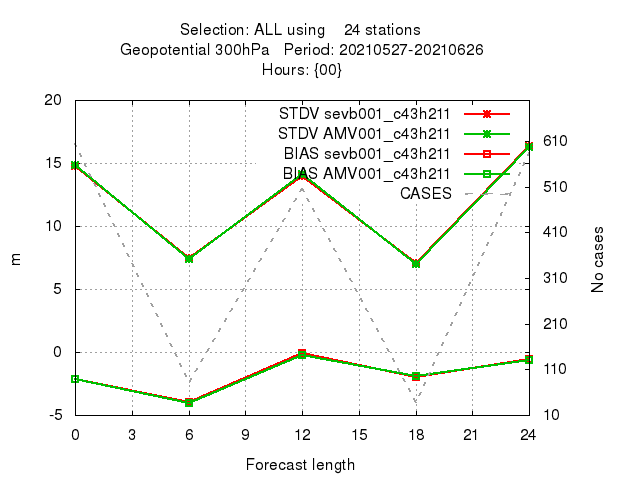 Selection: ALL using    24 stations
Geopotential 300hPa   Period: 20210527-20210626
Hours: {00}
STDV sevb001_c43h211
STDV AMV001_c43h211
BIAS sevb001_c43h211
BIAS AMV001_c43h211
CASES
20
15
10
5
0
-5
m
610
510
410
310
210
110
10
No cases
0 3 6 9 12 15 18 21 24
Forecast length